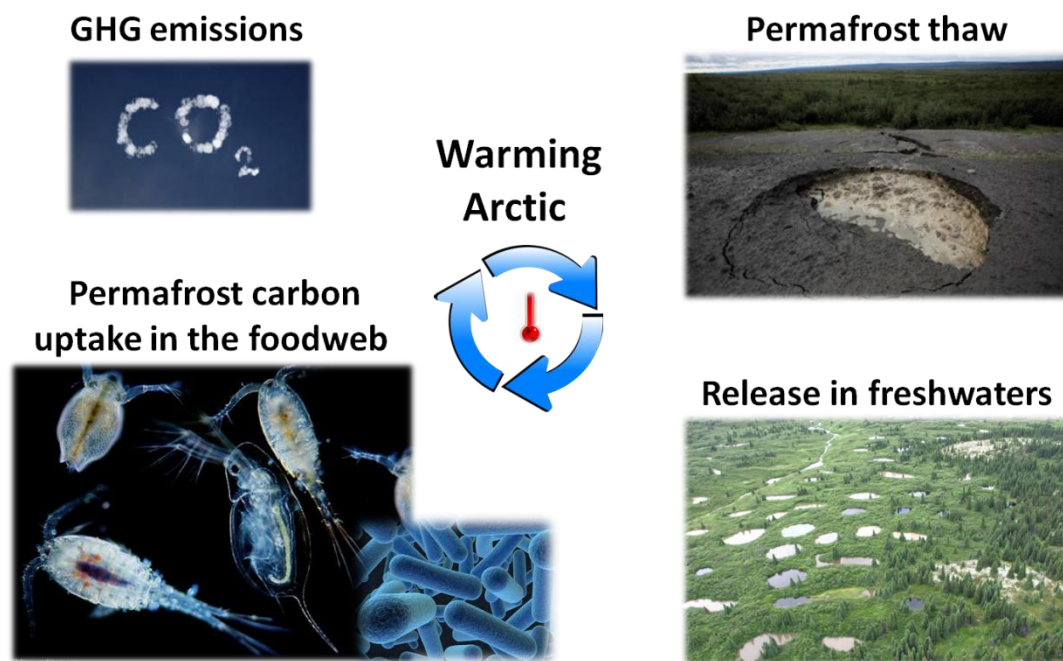 GHG emissions
CO2
Permafrost thaw
Warming
Arctic
Permafrost carbon
uptake in the foodweb
Release in freshwaters